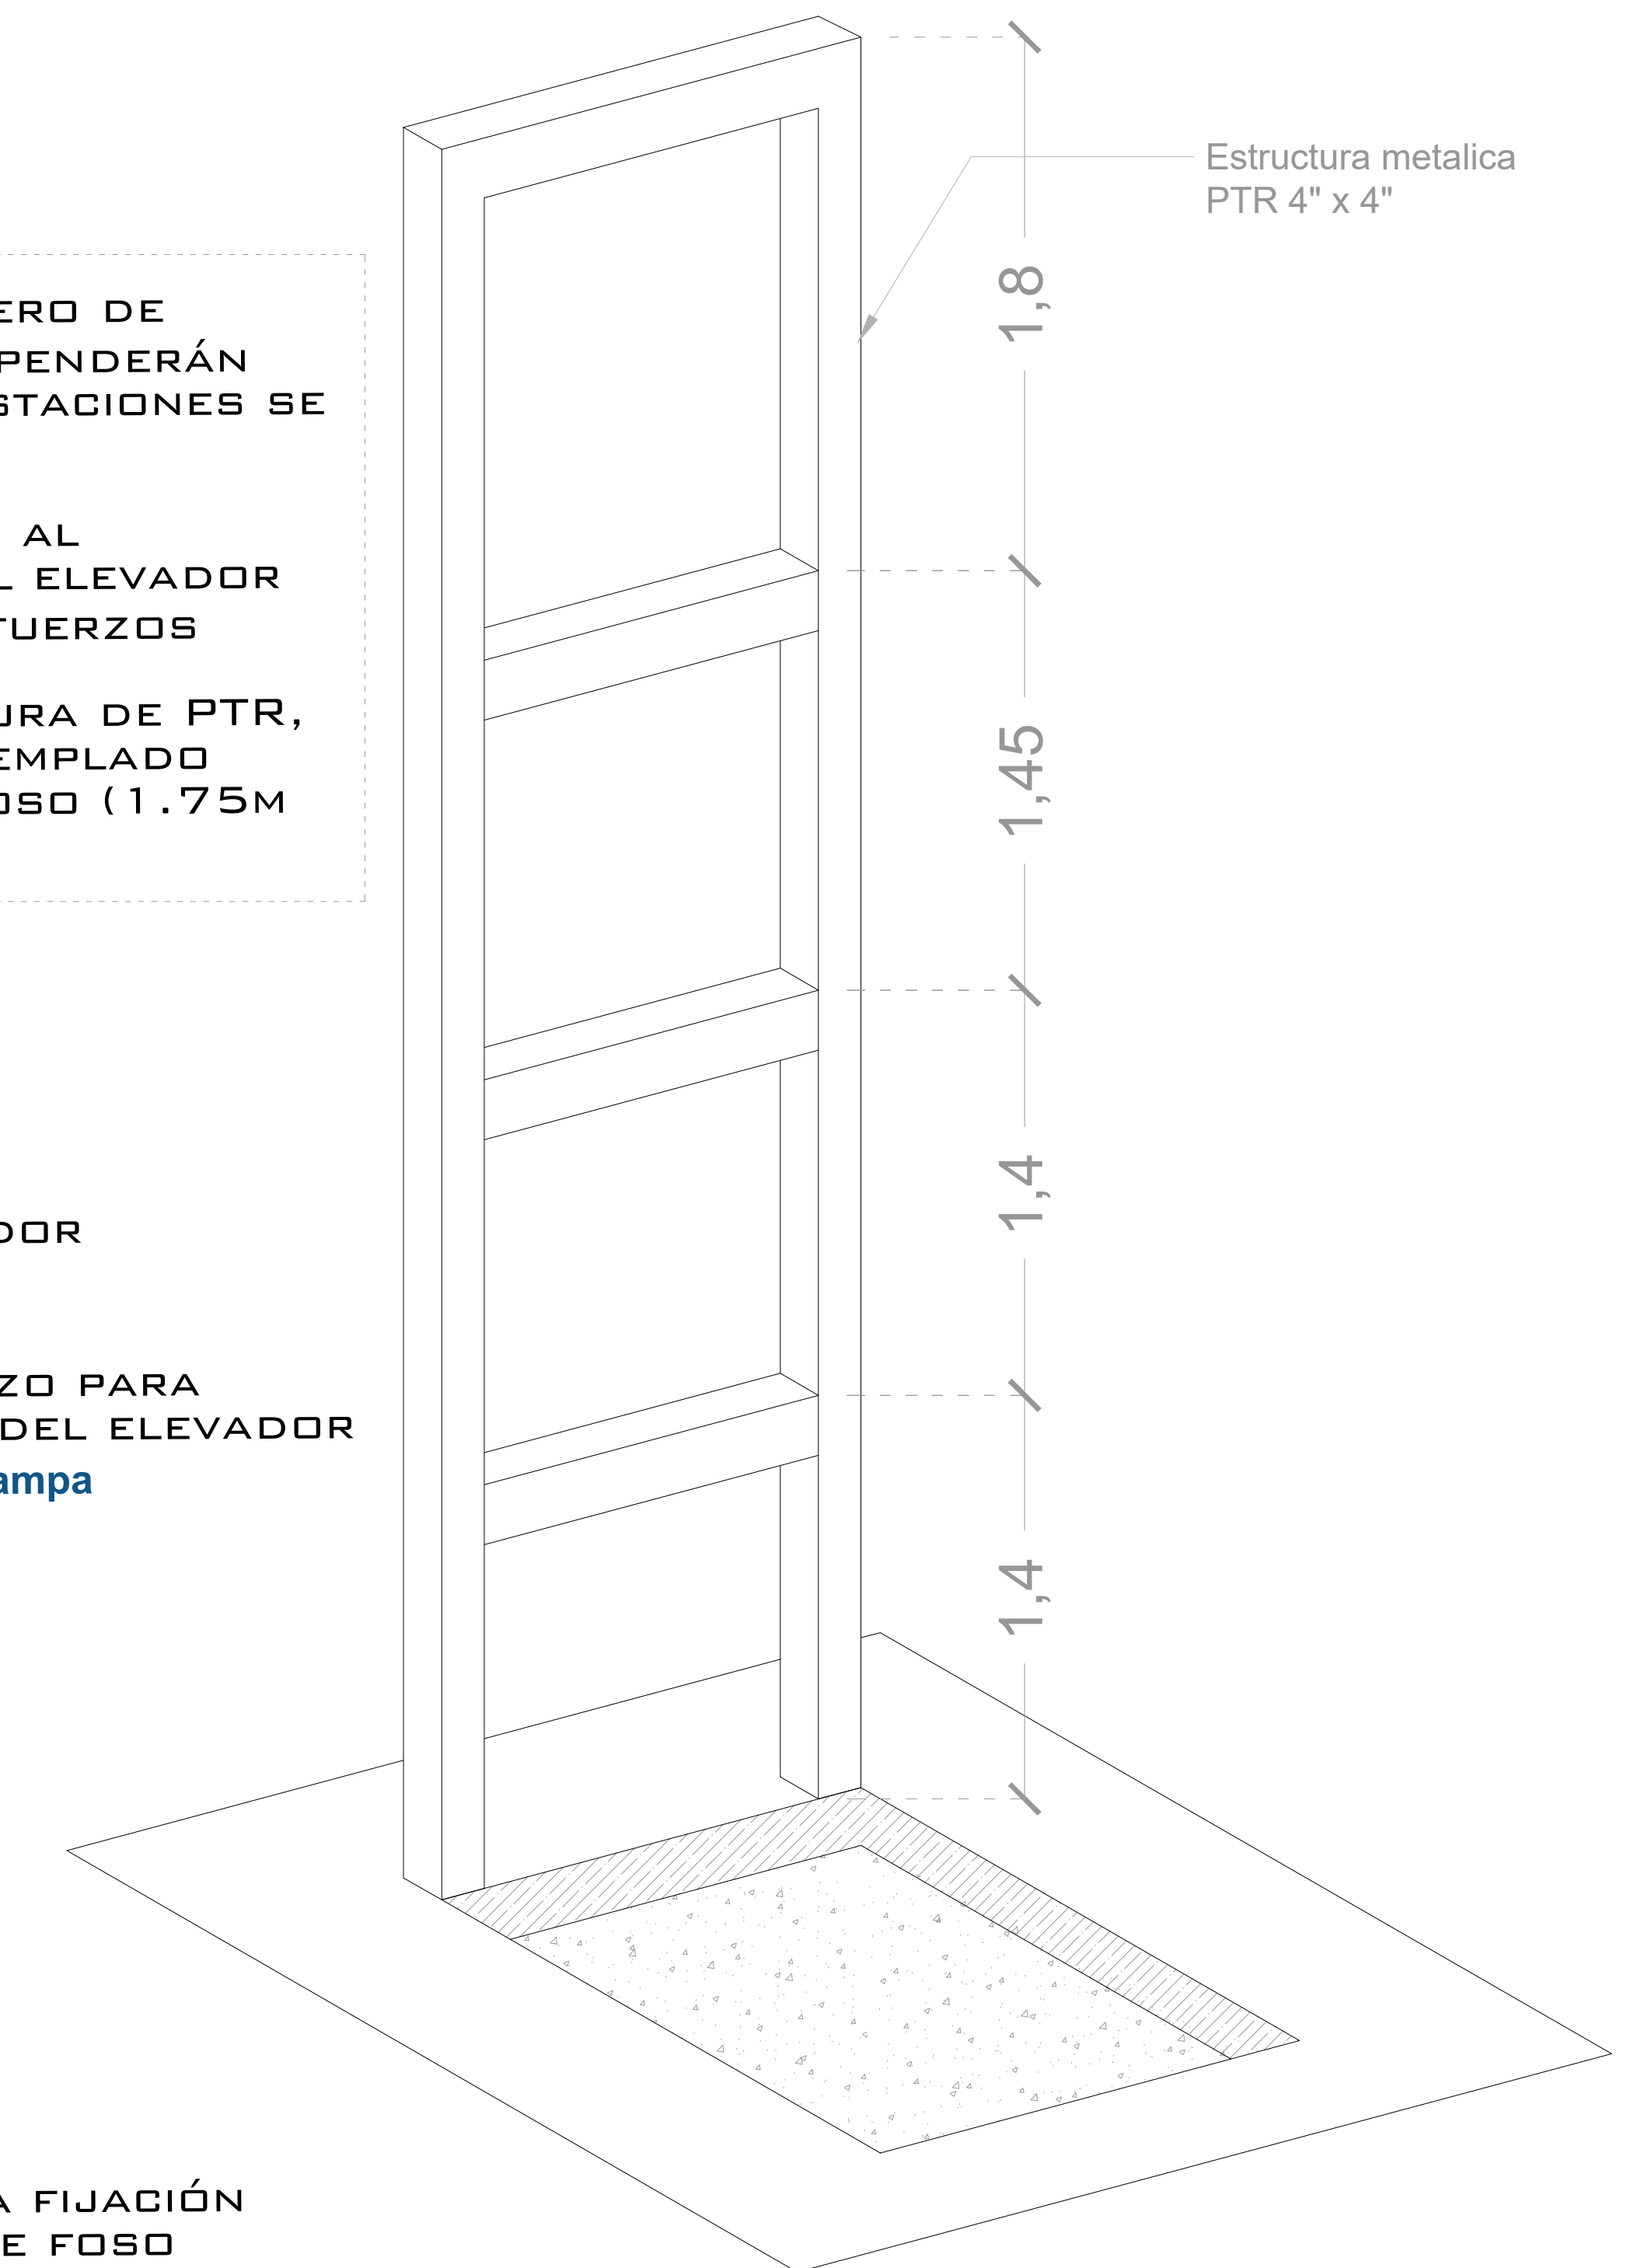 Estructura metalica
PTR 4" x 4"
ERO DE
PENDERÁN
STACIONES SE
AL
L ELEVADOR
UERZOS
URA DE PTR,
EMPLADO
OSO (1.75M
DOR
ZO PARA
DEL ELEVADOR
ampa
A FIJACIÓN
E FOSO
1,8
1,45
1,4
1,4